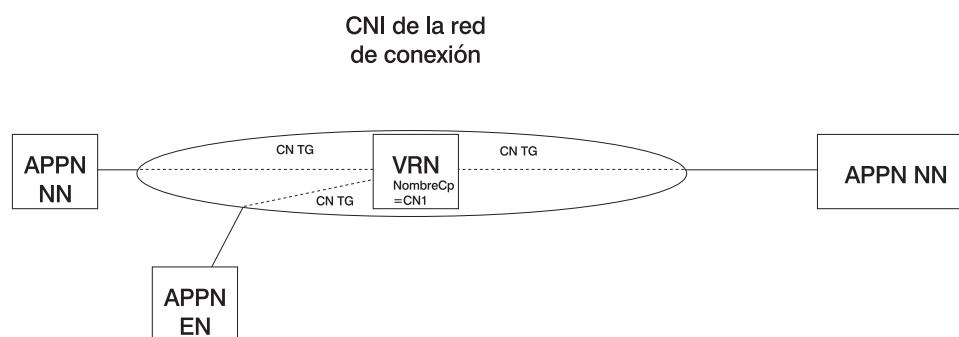 CNI de la red
de conexión
CN TG
CN TG
APPN
NN
VRN
NombreCp
=CN1
APPN NN
CN TG
APPN
EN